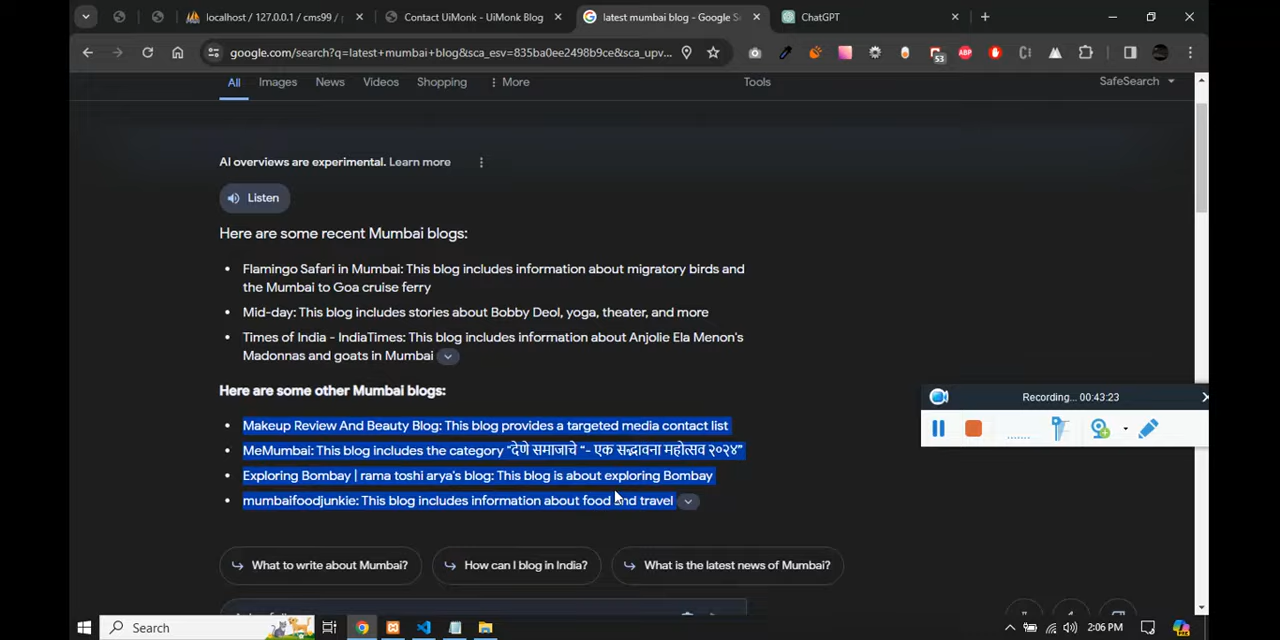 localhost / 127.0.0.1 / cms99 / p
Contact UiMonk - UiMonk Blog
latest mumbai blog - Google Se
ChatGPT
google.com/search?q=latest+mumbai+blog&sca_esv=835ba0ee2498b9ce&sca_upv...
53
ABP
All
Images
News
Videos
Shopping
More
Tools
SafeSearch
AI overviews are experimental. Learn more
Listen
Here are some recent Mumbai blogs:
Flamingo Safari in Mumbai: This blog includes information about migratory birds and
the Mumbai to Goa cruise ferry
Mid-day: This blog includes stories about Bobby Deol, yoga, theater, and more
Times of India - IndiaTimes: This blog includes information about Anjolie Ela Menon's
Madonnas and goats in Mumbai
Recording... 00:43:23
Here are some other Mumbai blogs:
Makeup Review And Beauty Blog: This blog provides a targeted media contact list
MeMumbai: This blog includes the category "देणे समाजाचे "- एक सद्भावना महोत्सव २०२४"
Exploring Bombay | rama toshi arya's blog: This blog is about exploring Bombay
mumbaifoodjunkie: This blog includes information about food and travel
What to write about Mumbai?
How can I blog in India?
What is the latest news of Mumbai?
Search
2:06 PM